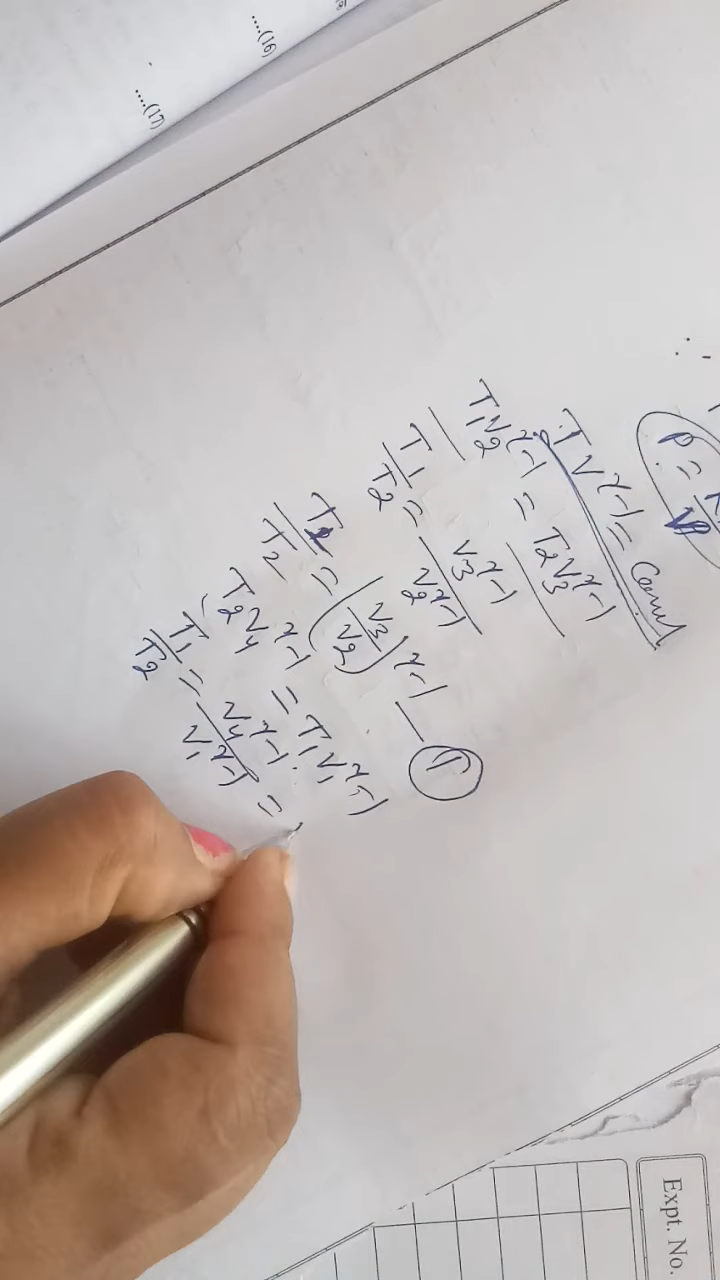 ....(16)
....(17)
P =
TV^γ-1 = Const
T1V2^γ-1 = T2V3^γ-1
T1/T2 = V3^γ-1/V2^γ-1
T1/T2 = (V3/V2)^γ-1 — ①
T2V4^γ-1 = T1V1^γ-1
T1/T2 = V4^γ-1/V1^γ-1 =
Expt. No.